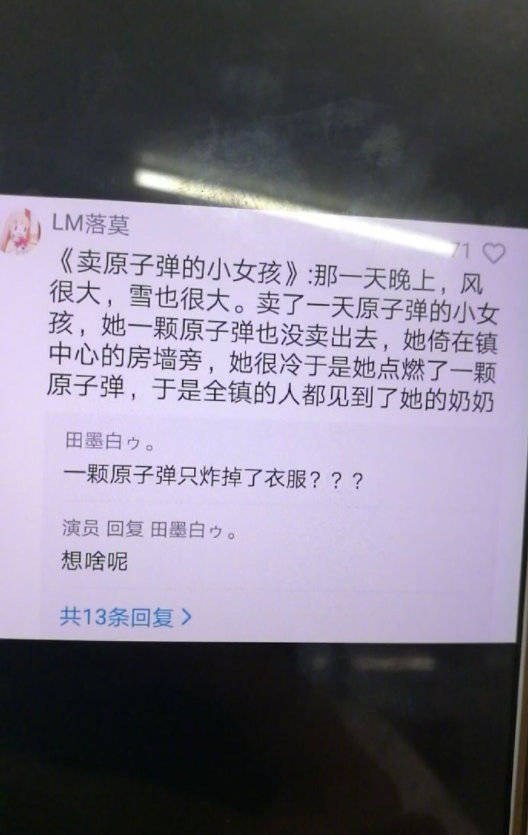 LM落莫
71
《卖原子弹的小女孩》:那一天晚上，风
很大，雪也很大。卖了一天原子弹的小女
孩，她一颗原子弹也没卖出去，她倚在镇
中心的房墙旁，她很冷于是她点燃了一颗
原子弹，于是全镇的人都见到了她的奶奶
田墨白ゥ。
一颗原子弹只炸掉了衣服？？？
演员 回复 田墨白ゥ。
想啥呢
共13条回复 >